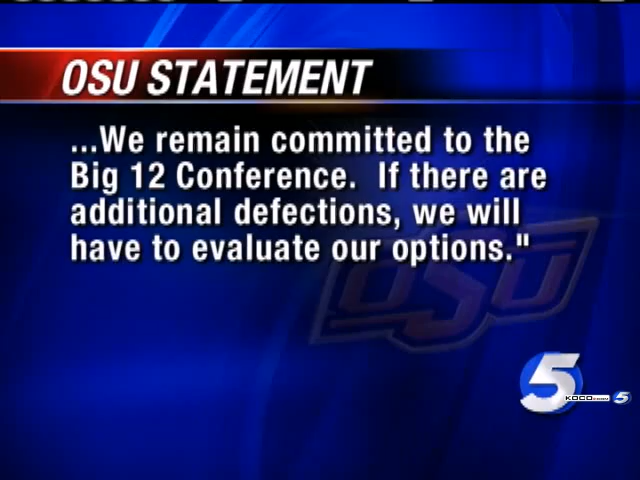 OSU STATEMENT
...We remain committed to the
Big 12 Conference.  If there are
additional defections, we will
have to evaluate our options."
OSU
5
KOCO.COM 5